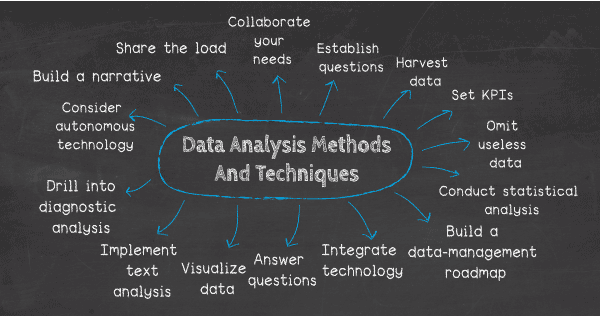 Collaborate
your
needs
Share the load
Establish
questions
Build a narrative
Harvest
data
Set KPIs
Consider
autonomous
technology
Omit
useless
data
Data Analysis Methods
And Techniques
Drill into
diagnostic
analysis
Conduct statistical
analysis
Implement
text
analysis
Visualize
data
Answer
questions
Integrate
technology
Build a
data-management
roadmap